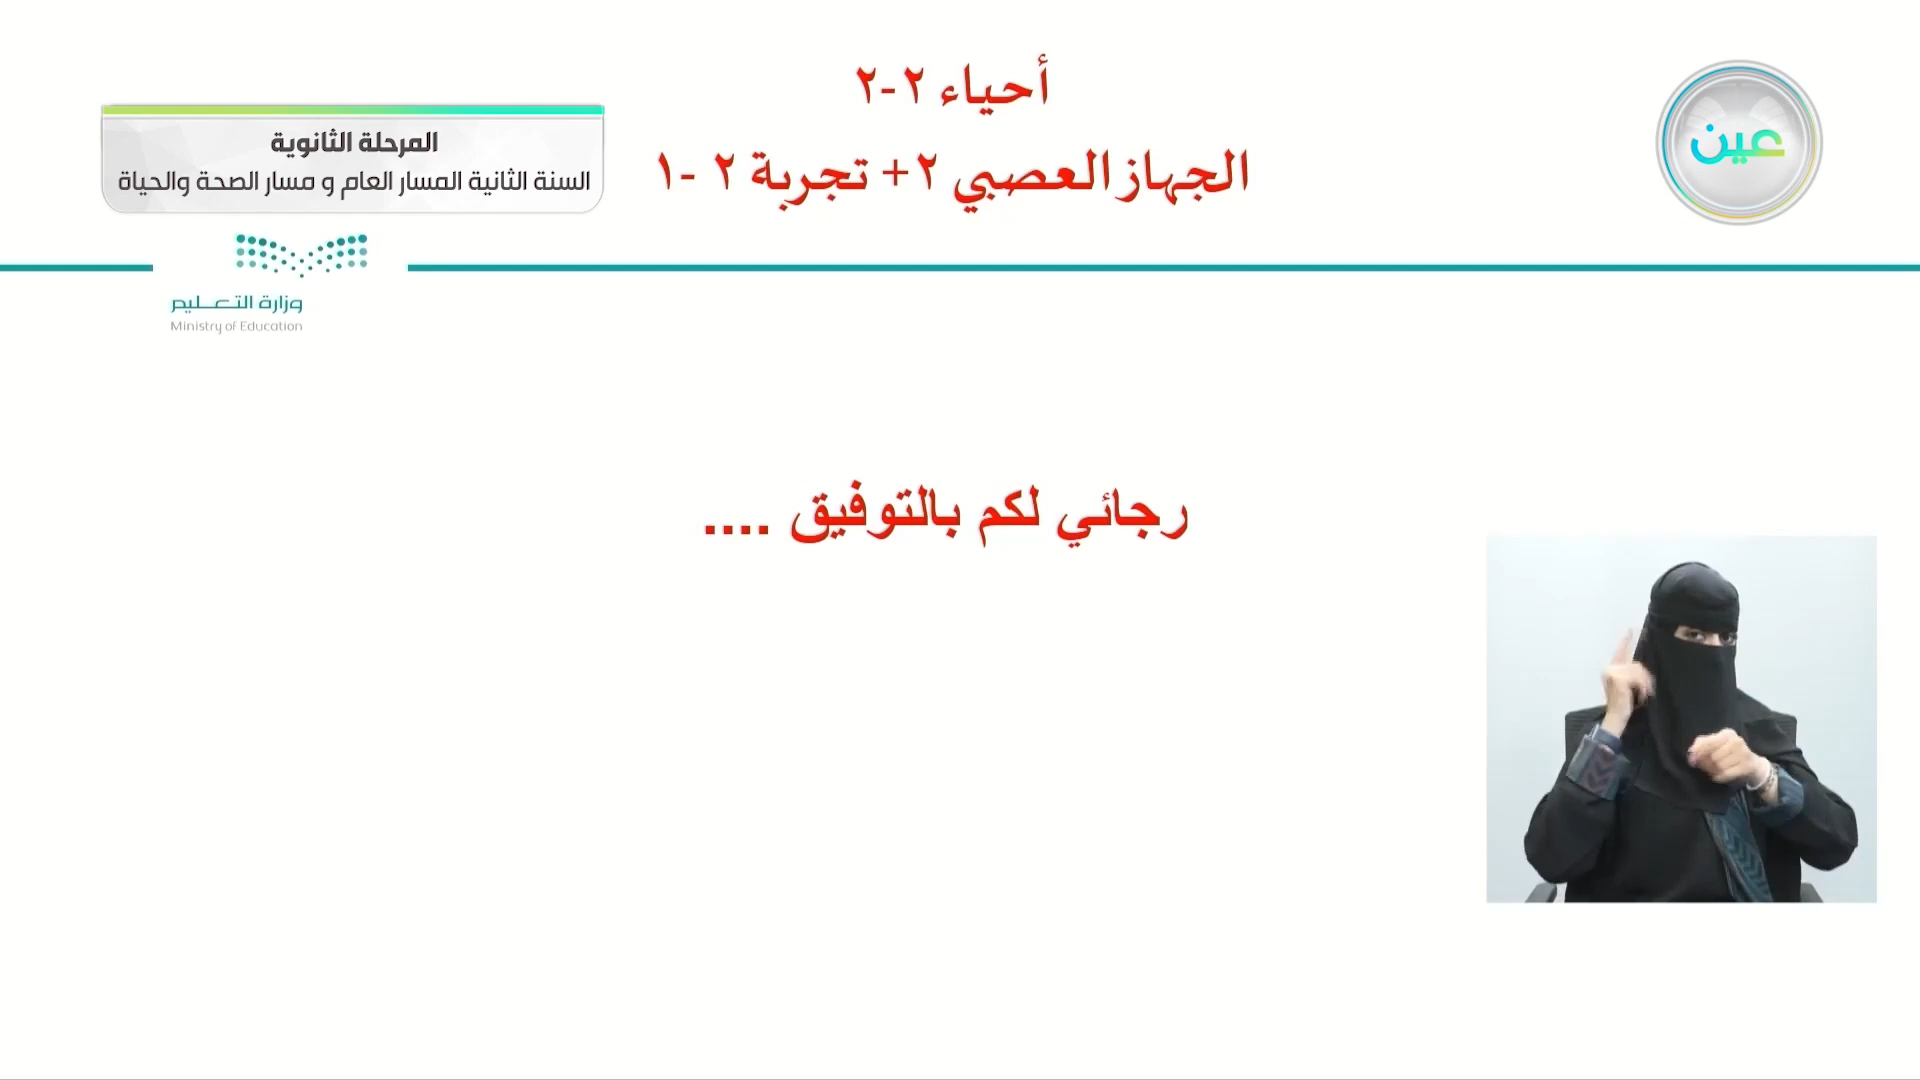 أحياء ٢-٢
الجهاز العصبي ٢ + تجربة ٢ -١
المرحلة الثانوية
السنة الثانية المسار العام و مسار الصحة والحياة
عين
وزارة التعليم
Ministry of Education
رجائي لكم بالتوفيق ....